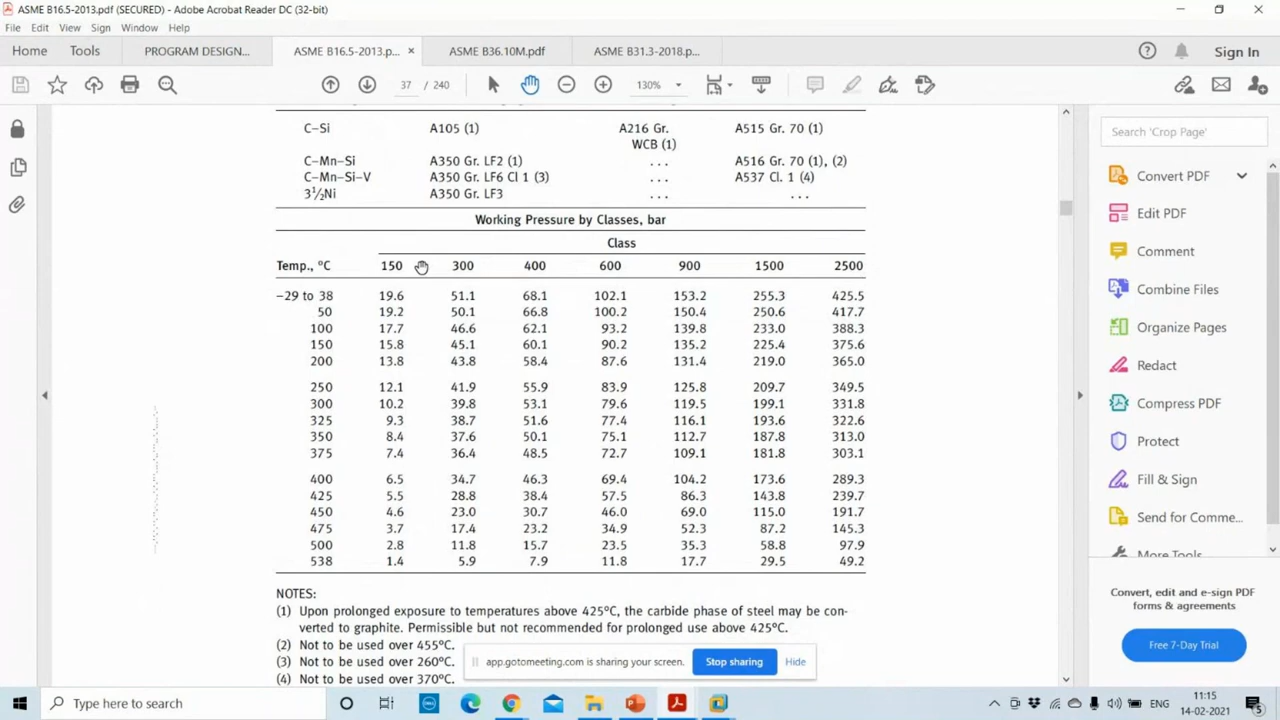 ASME B16.5-2013.pdf (SECURED) - Adobe Acrobat Reader DC (32-bit)
File Edit View Sign Window Help
Home Tools PROGRAM DESIGN... ASME B16.5-2013.p... × ASME B36.10M.pdf ASME B31.3-2018.p... Sign In
37 / 240 130%
C–Si A105 (1) A216 Gr. A515 Gr. 70 (1)
WCB (1)
C–Mn–Si A350 Gr. LF2 (1) ... A516 Gr. 70 (1), (2)
C–Mn–Si–V A350 Gr. LF6 Cl 1 (3) ... A537 Cl. 1 (4)
3½Ni A350 Gr. LF3 ... ...
Working Pressure by Classes, bar
Class
Temp., °C 150 300 400 600 900 1500 2500
−29 to 38 19.6 51.1 68.1 102.1 153.2 255.3 425.5
50 19.2 50.1 66.8 100.2 150.4 250.6 417.7
100 17.7 46.6 62.1 93.2 139.8 233.0 388.3
150 15.8 45.1 60.1 90.2 135.2 225.4 375.6
200 13.8 43.8 58.4 87.6 131.4 219.0 365.0
250 12.1 41.9 55.9 83.9 125.8 209.7 349.5
300 10.2 39.8 53.1 79.6 119.5 199.1 331.8
325 9.3 38.7 51.6 77.4 116.1 193.6 322.6
350 8.4 37.6 50.1 75.1 112.7 187.8 313.0
375 7.4 36.4 48.5 72.7 109.1 181.8 303.1
400 6.5 34.7 46.3 69.4 104.2 173.6 289.3
425 5.5 28.8 38.4 57.5 86.3 143.8 239.7
450 4.6 23.0 30.7 46.0 69.0 115.0 191.7
475 3.7 17.4 23.2 34.9 52.3 87.2 145.3
500 2.8 11.8 15.7 23.5 35.3 58.8 97.9
538 1.4 5.9 7.9 11.8 17.7 29.5 49.2
NOTES:
(1) Upon prolonged exposure to temperatures above 425°C, the carbide phase of steel may be con-
verted to graphite. Permissible but not recommended for prolonged use above 425°C.
(2) Not to be used over 455°C.
(3) Not to be used over 260°C.
(4) Not to be used over 370°C.
app.gotomeeting.com is sharing your screen. Stop sharing Hide
Search 'Crop Page'
Convert PDF
Edit PDF
Comment
Combine Files
Organize Pages
Redact
Compress PDF
Protect
Fill & Sign
Send for Comme...
More Tools
Convert, edit and e-sign PDF
forms & agreements
Free 7-Day Trial
Type here to search
DELL
ENG
11:15
14-02-2021
5